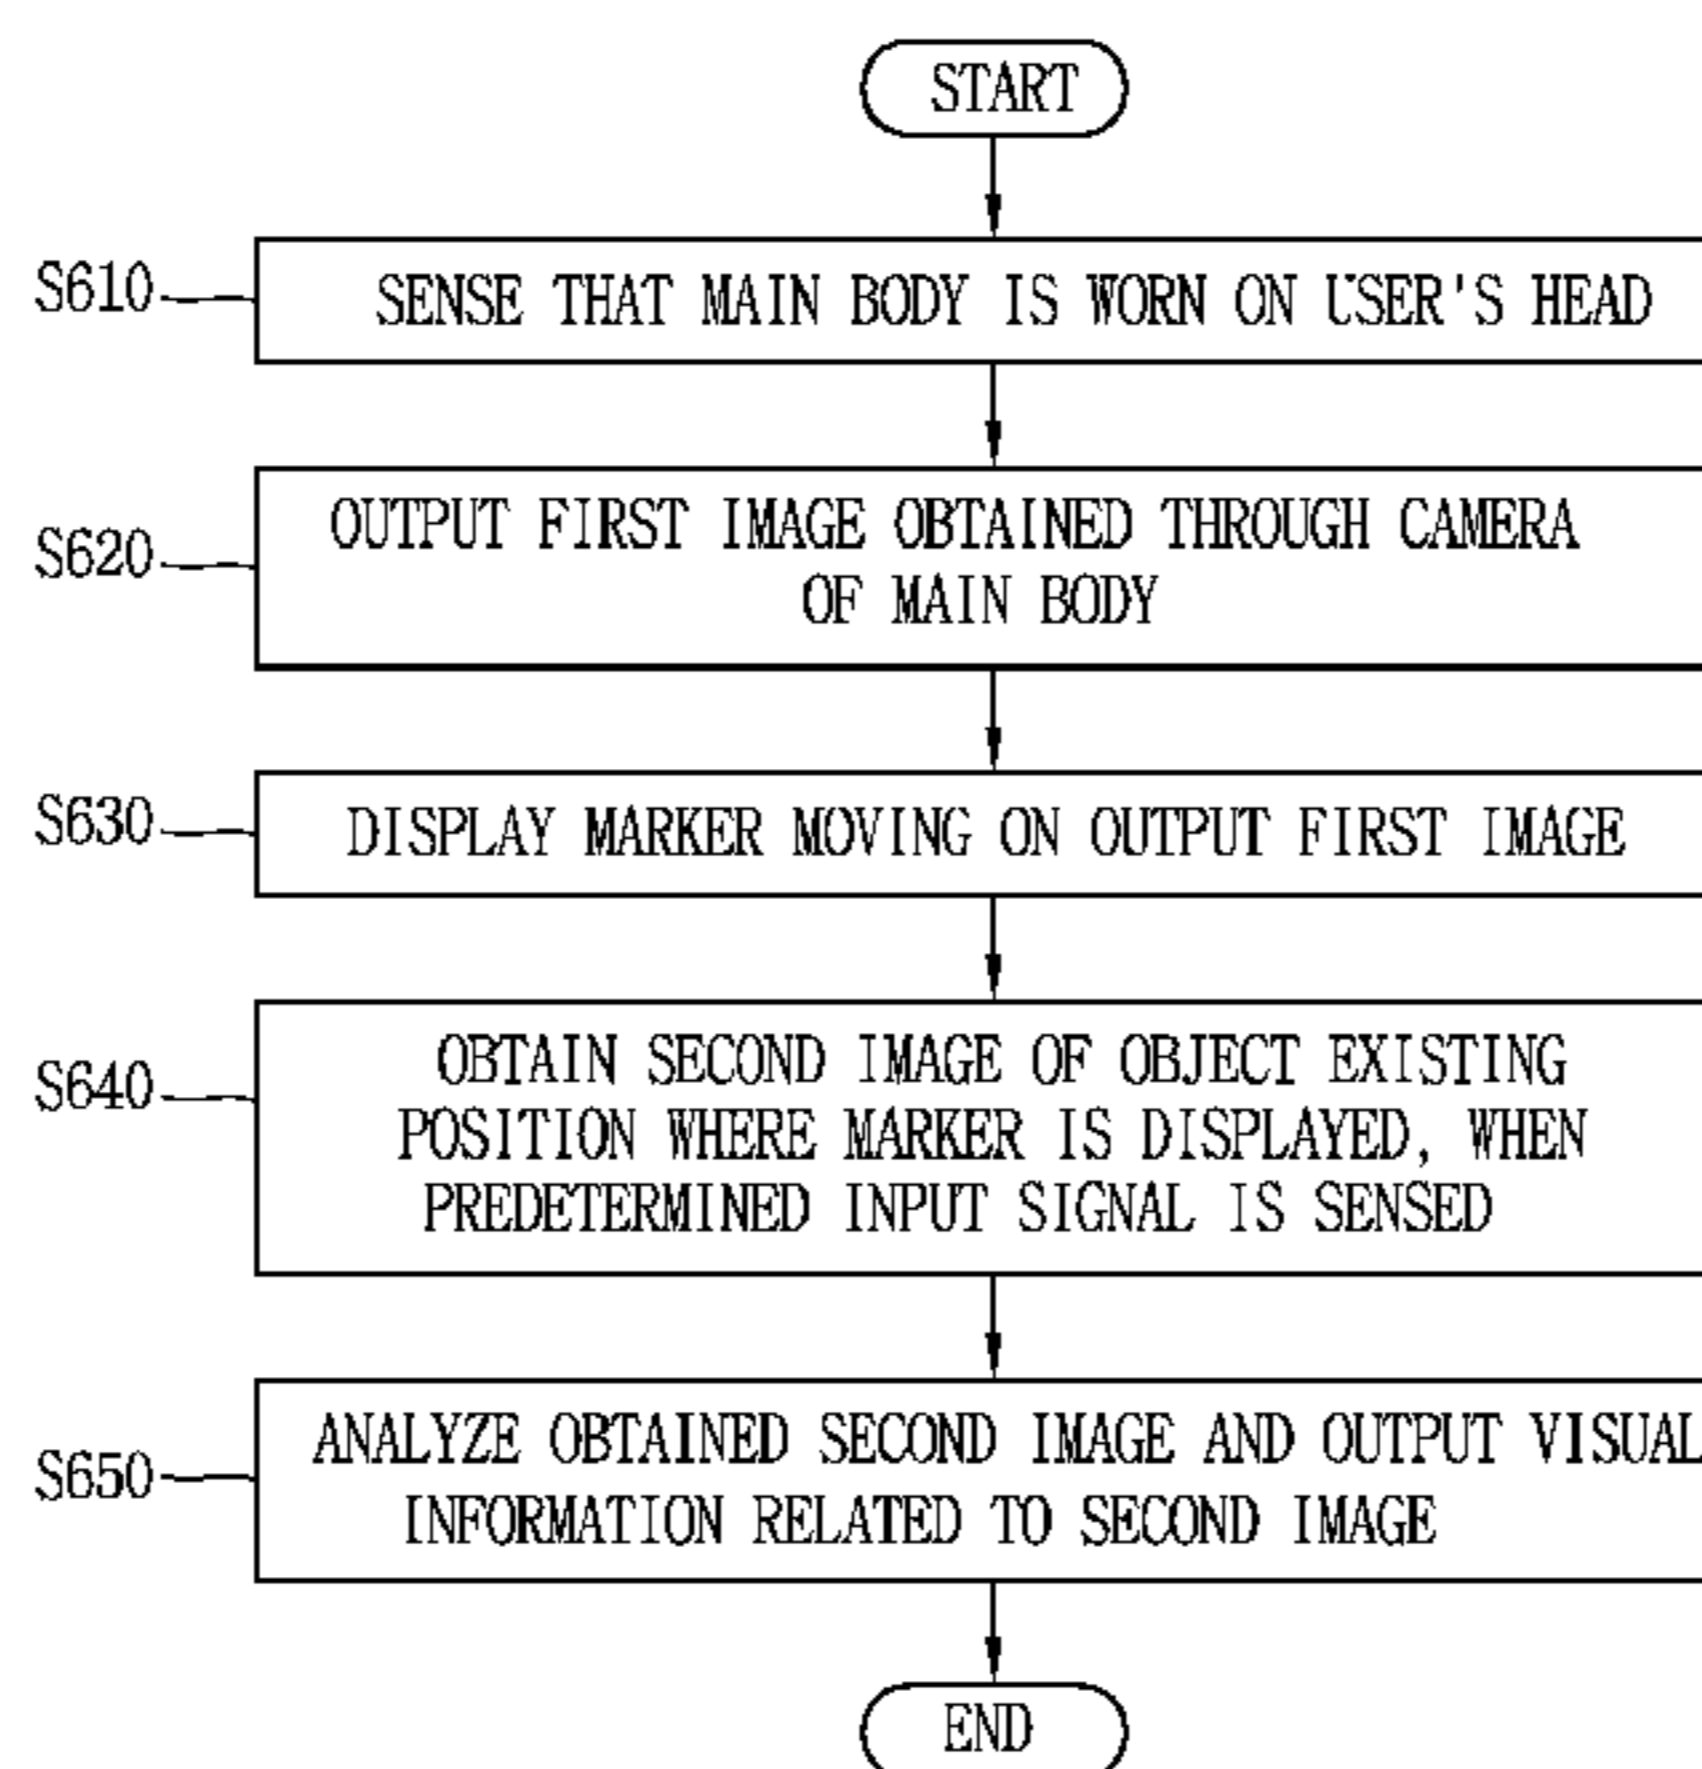 START
S610
SENSE THAT MAIN BODY IS WORN ON USER'S HEAD
S620
OUTPUT FIRST IMAGE OBTAINED THROUGH CAMERA
OF MAIN BODY
S630
DISPLAY MARKER MOVING ON OUTPUT FIRST IMAGE
S640
OBTAIN SECOND IMAGE OF OBJECT EXISTING
POSITION WHERE MARKER IS DISPLAYED, WHEN
PREDETERMINED INPUT SIGNAL IS SENSED
S650
ANALYZE OBTAINED SECOND IMAGE AND OUTPUT VISUAL
INFORMATION RELATED TO SECOND IMAGE
END